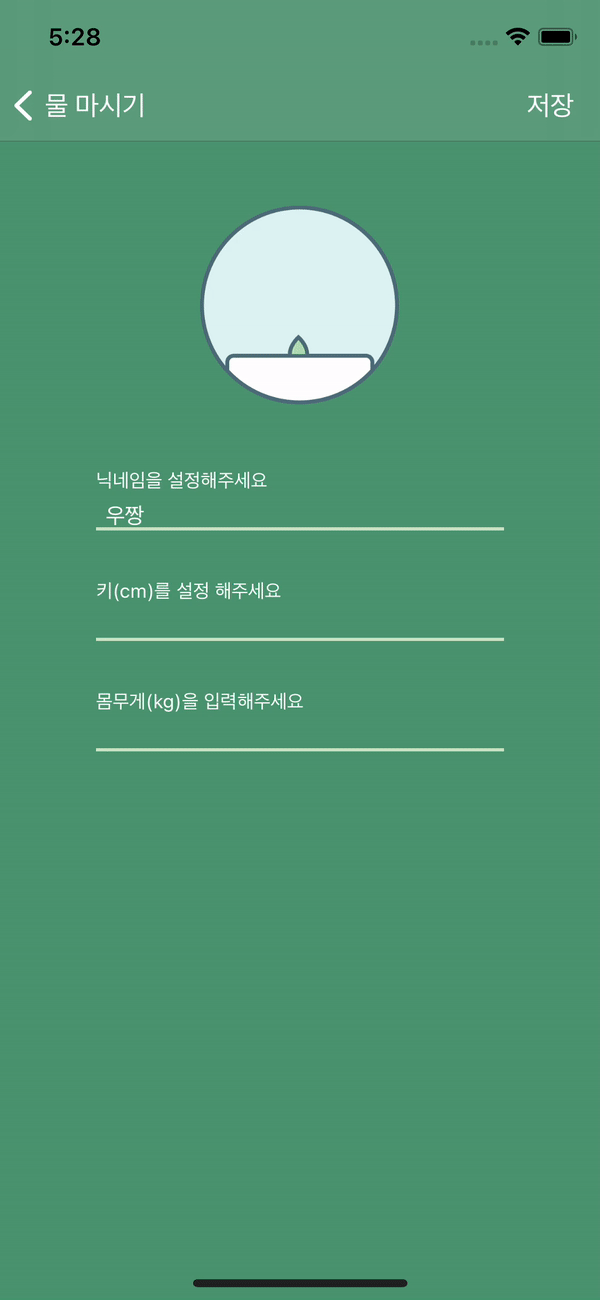 5:28
물 마시기
저장
닉네임을 설정해주세요
우짱
키(cm)를 설정 해주세요
몸무게(kg)을 입력해주세요